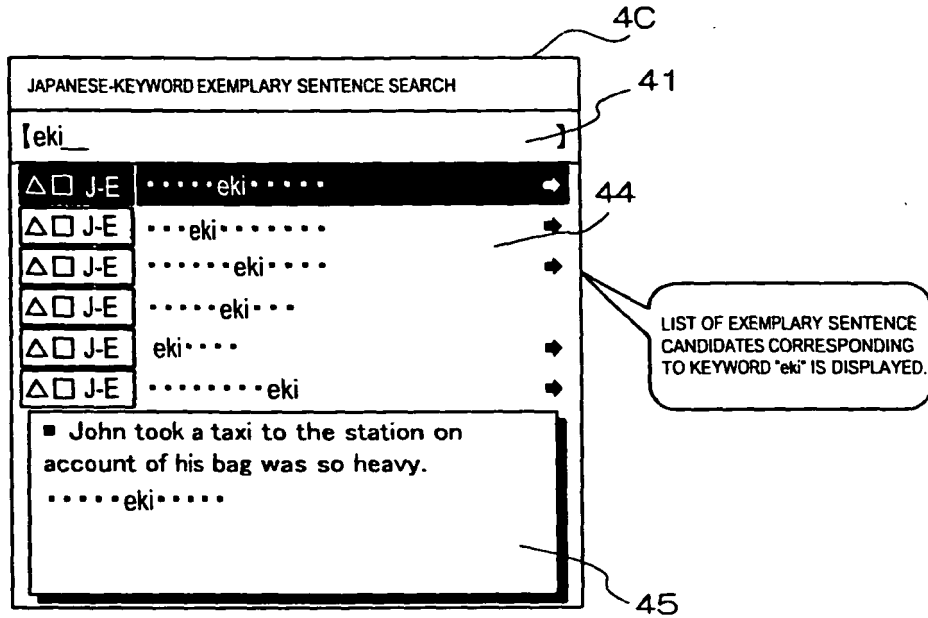 4C
JAPANESE-KEYWORD EXEMPLARY SENTENCE SEARCH
41
【eki__ 】
△□ J-E ・・・・・eki・・・・・ ➡
44
△□ J-E ・・・eki・・・・・・・ ➡
△□ J-E ・・・・・・eki・・・・ ➡
△□ J-E ・・・・・eki・・・
△□ J-E eki・・・・ ➡
△□ J-E ・・・・・・・・eki ➡
LIST OF EXEMPLARY SENTENCE
CANDIDATES CORRESPONDING
TO KEYWORD "eki" IS DISPLAYED.
■ John took a taxi to the station on
account of his bag was so heavy.
・・・・・eki・・・・・
45